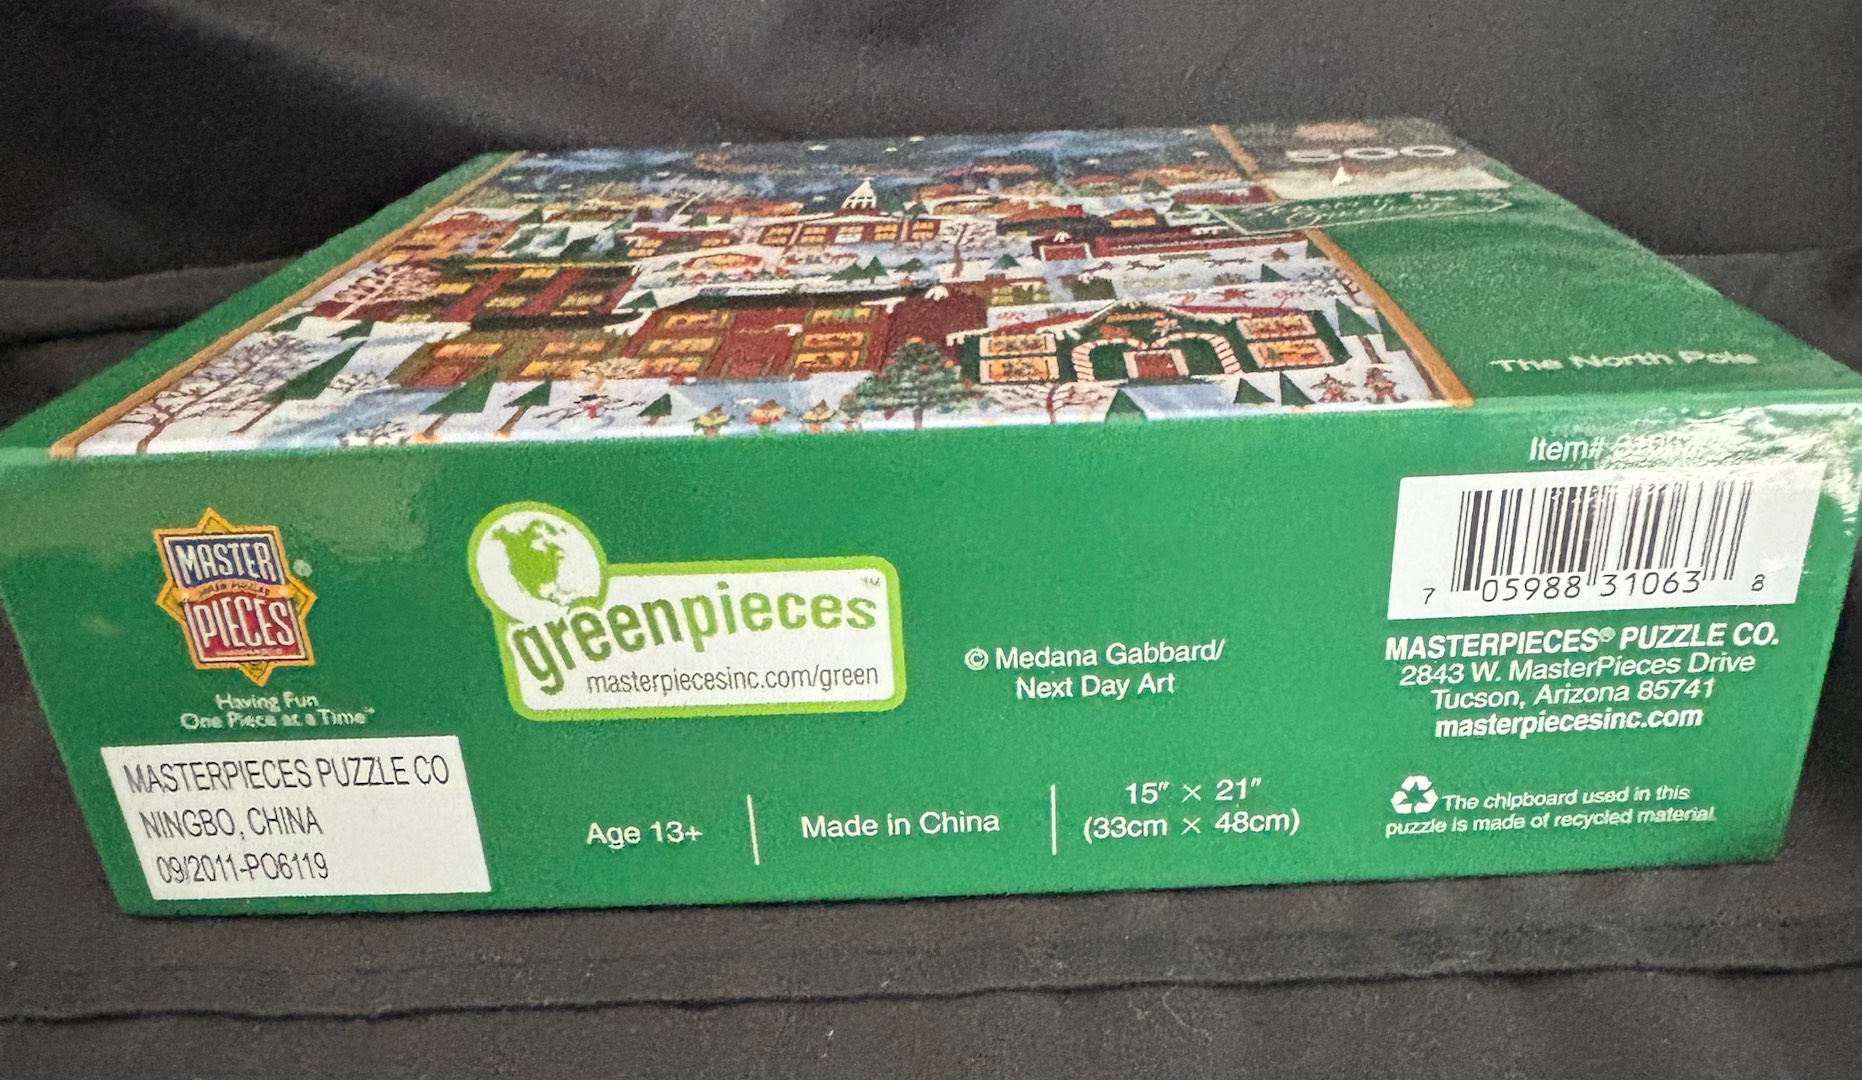 500
The North Pole
Item#
MASTER
PIECES
®
Having Fun
One Piece at a Time™
greenpieces™
masterpiecesinc.com/green
© Medana Gabbard/
Next Day Art
7 05988 31063 8
MASTERPIECES® PUZZLE CO.
2843 W. MasterPieces Drive
Tucson, Arizona 85741
masterpiecesinc.com
MASTERPIECES PUZZLE CO
NINGBO, CHINA
09/2011-PO6119
Age 13+
Made in China
15" × 21"
(33cm × 48cm)
The chipboard used in this
puzzle is made of recycled material.